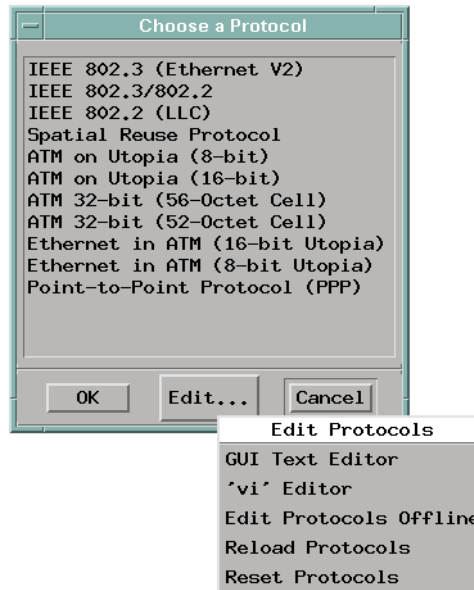 Choose a Protocol
IEEE 802.3 (Ethernet V2)
IEEE 802.3/802.2
IEEE 802.2 (LLC)
Spatial Reuse Protocol
ATM on Utopia (8-bit)
ATM on Utopia (16-bit)
ATM 32-bit (56-Octet Cell)
ATM 32-bit (52-Octet Cell)
Ethernet in ATM (16-bit Utopia)
Ethernet in ATM (8-bit Utopia)
Point-to-Point Protocol (PPP)
OK Edit... Cancel
Edit Protocols
GUI Text Editor
'vi' Editor
Edit Protocols Offline
Reload Protocols
Reset Protocols